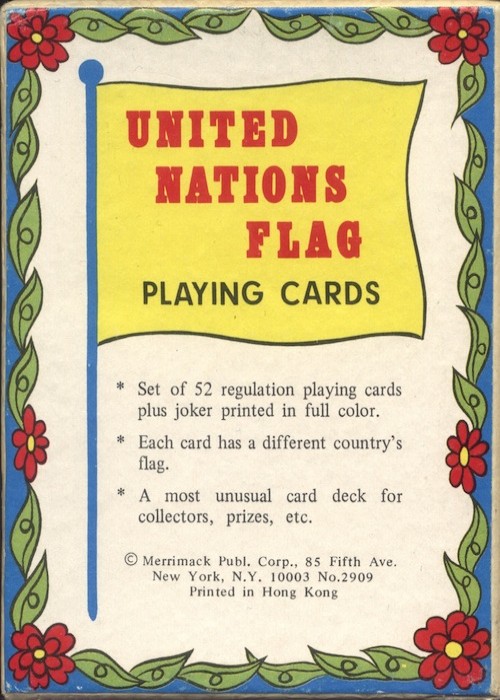 UNITED
NATIONS
FLAG
PLAYING CARDS
* Set of 52 regulation playing cards
plus joker printed in full color.
* Each card has a different country's
flag.
* A most unusual card deck for
collectors, prizes, etc.
© Merrimack Publ. Corp., 85 Fifth Ave.
New York, N.Y. 10003 No.2909
Printed in Hong Kong